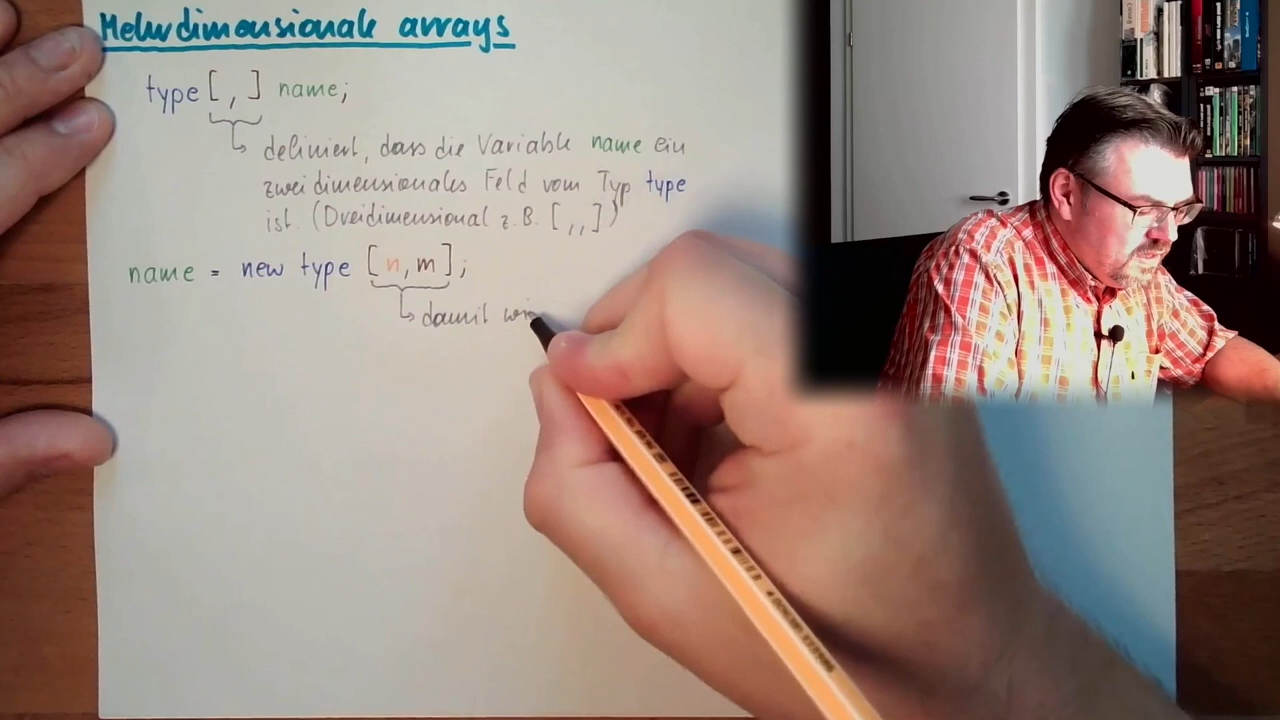 Mehrdimensionale arrays
type [ , ] name;
definiert, dass die Variable name ein
zweidimensionales Feld vom Typ type
ist. (Dreidimensional z.B. [,,])
name = new type [n,m];
damit wi